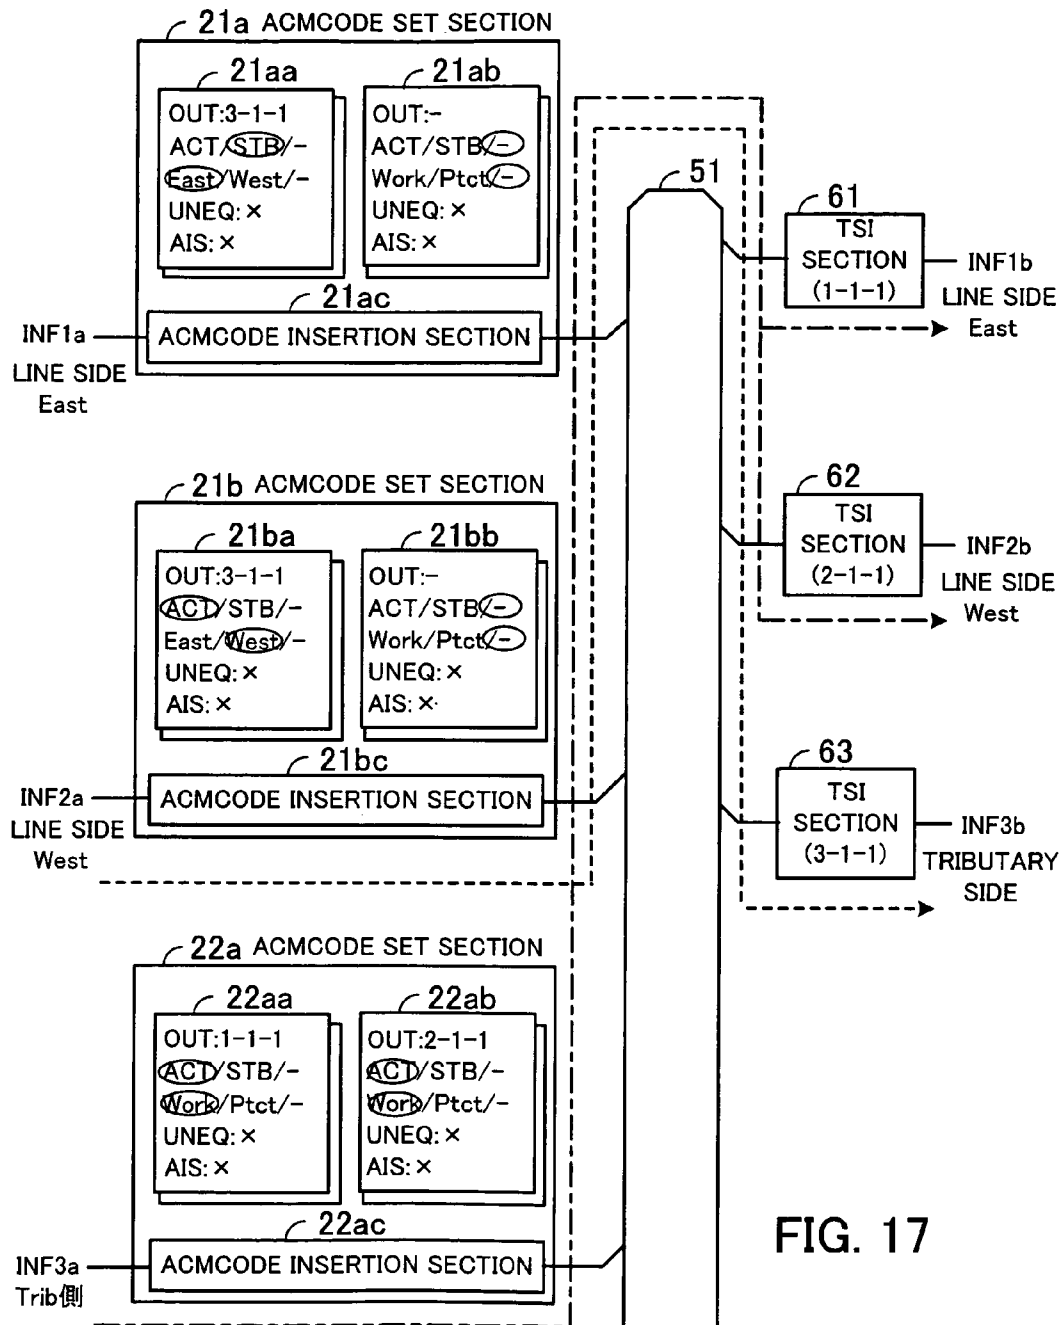 21a ACMCODE SET SECTION
21aa
OUT:3-1-1
ACT/STB/-
East/West/-
UNEQ:×
AIS:×
21ab
OUT:-
ACT/STB/-
Work/Ptct/-
UNEQ:×
AIS:×
21ac
ACMCODE INSERTION SECTION
INF1a
LINE SIDE
East
51
61
TSI
SECTION
(1-1-1)
INF1b
LINE SIDE
East
21b ACMCODE SET SECTION
21ba
OUT:3-1-1
ACT/STB/-
East/West/-
UNEQ:×
AIS:×
21bb
OUT:-
ACT/STB/-
Work/Ptct/-
UNEQ:×
AIS:×
21bc
ACMCODE INSERTION SECTION
INF2a
LINE SIDE
West
62
TSI
SECTION
(2-1-1)
INF2b
LINE SIDE
West
63
TSI
SECTION
(3-1-1)
INF3b
TRIBUTARY
SIDE
22a ACMCODE SET SECTION
22aa
OUT:1-1-1
ACT/STB/-
Work/Ptct/-
UNEQ:×
AIS:×
22ab
OUT:2-1-1
ACT/STB/-
Work/Ptct/-
UNEQ:×
AIS:×
22ac
ACMCODE INSERTION SECTION
INF3a
Trib側
FIG. 17